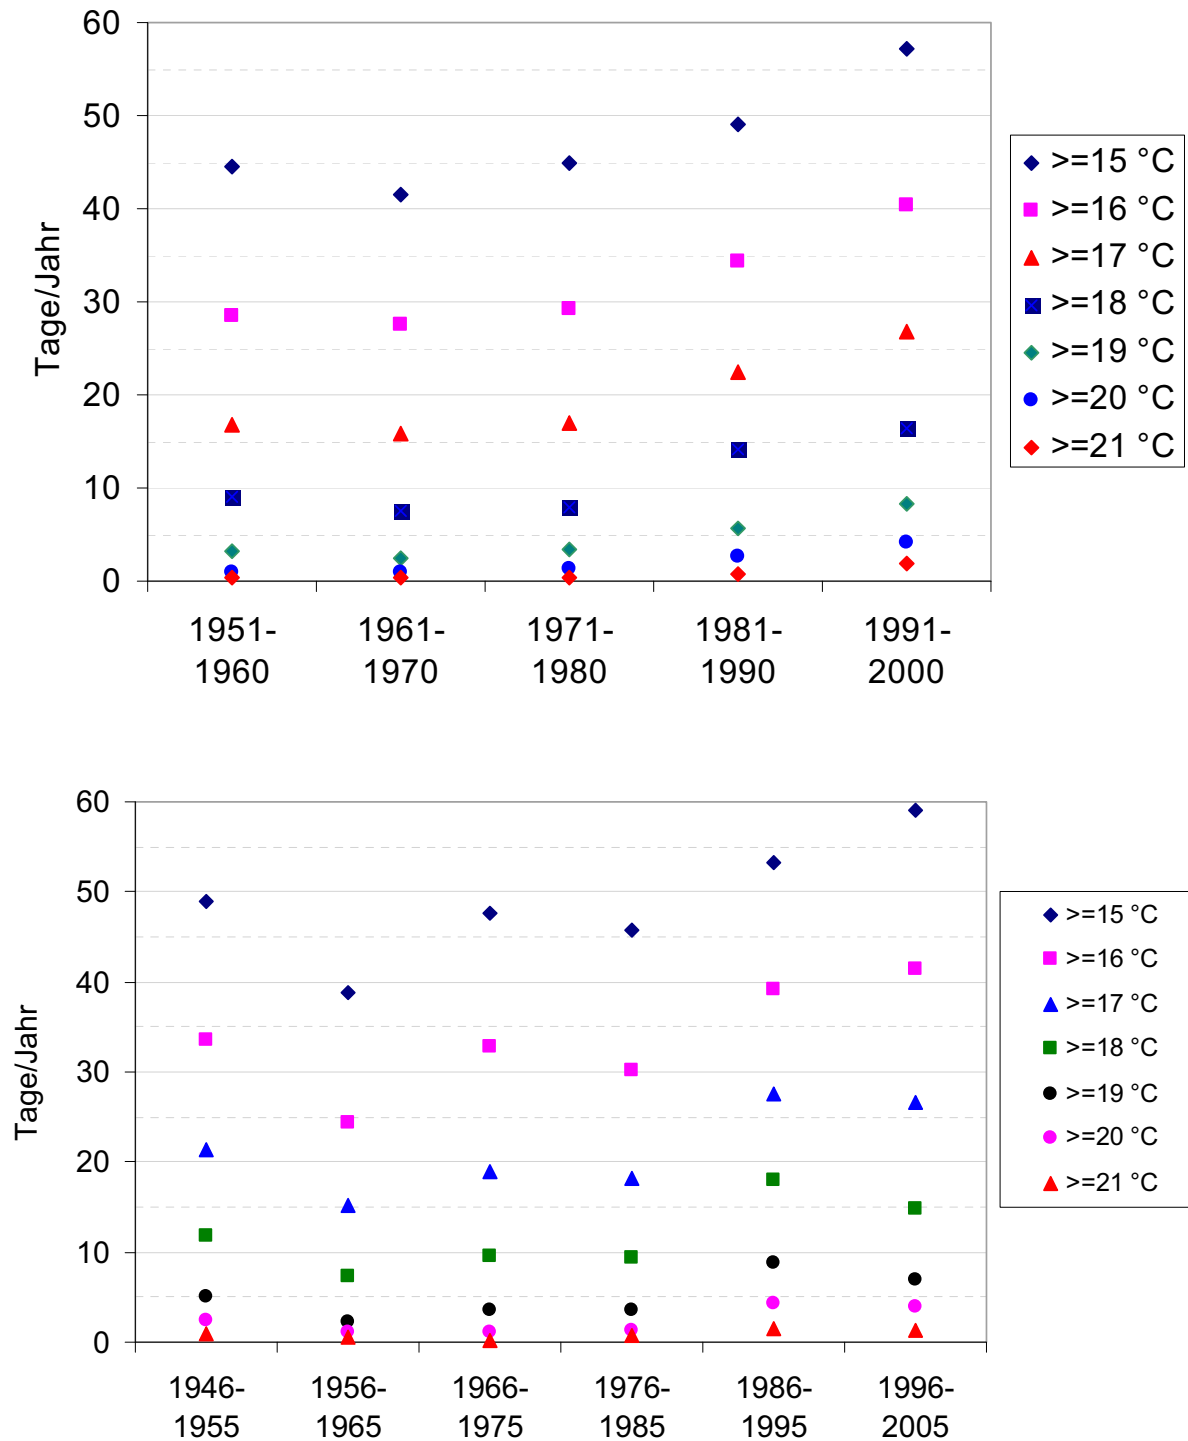 60
50
40
30
20
10
0
Tage/Jahr
1951-
1960
1961-
1970
1971-
1980
1981-
1990
1991-
2000
>=15 °C
>=16 °C
>=17 °C
>=18 °C
>=19 °C
>=20 °C
>=21 °C
60
50
40
30
20
10
0
Tage/Jahr
1946-
1955
1956-
1965
1966-
1975
1976-
1985
1986-
1995
1996-
2005
>=15 °C
>=16 °C
>=17 °C
>=18 °C
>=19 °C
>=20 °C
>=21 °C